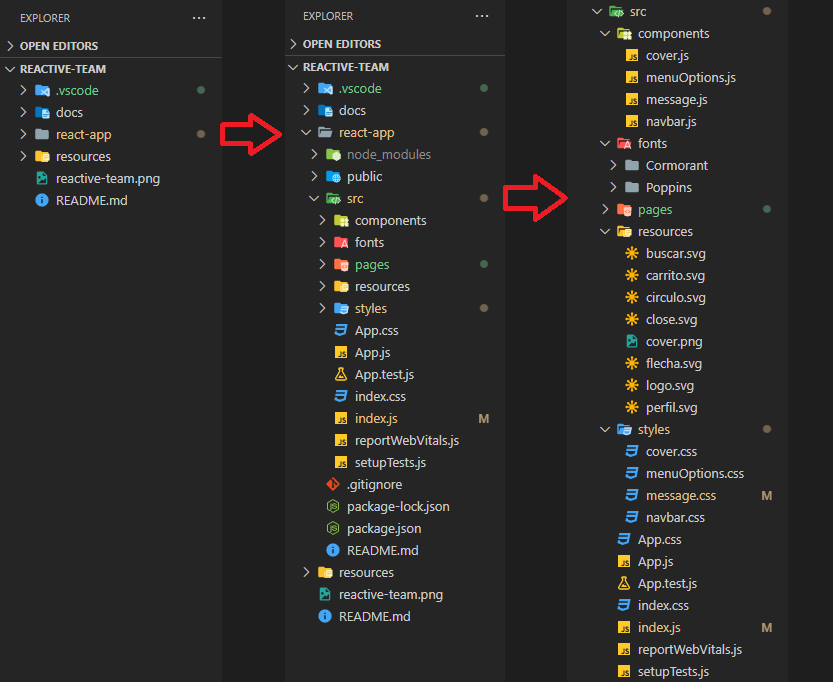 EXPLORER
OPEN EDITORS
REACTIVE-TEAM
.vscode
docs
react-app
resources
reactive-team.png
README.md
EXPLORER
OPEN EDITORS
REACTIVE-TEAM
.vscode
docs
react-app
node_modules
public
src
components
fonts
pages
resources
styles
App.css
App.js
App.test.js
index.css
index.js M
reportWebVitals.js
setupTests.js
.gitignore
package-lock.json
package.json
README.md
resources
reactive-team.png
README.md
src
components
cover.js
menuOptions.js
message.js
navbar.js
fonts
Cormorant
Poppins
pages
resources
buscar.svg
carrito.svg
circulo.svg
close.svg
cover.png
flecha.svg
logo.svg
perfil.svg
styles
cover.css
menuOptions.css
message.css M
navbar.css
App.css
App.js
App.test.js
index.css
index.js M
reportWebVitals.js
setupTests.js